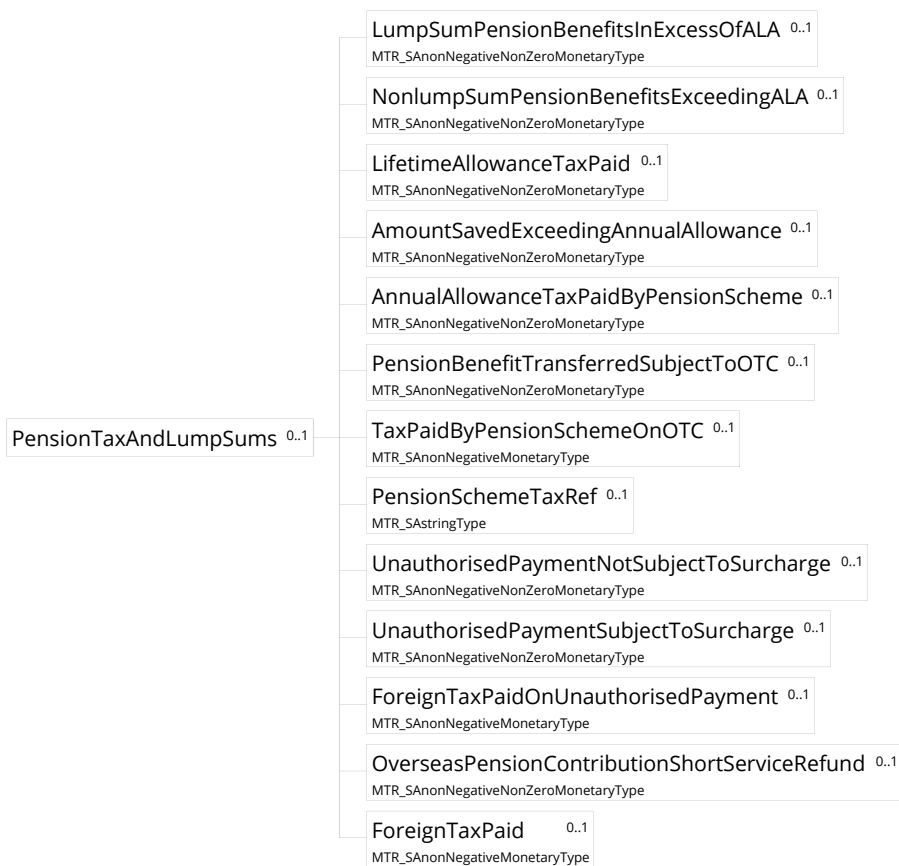 LumpSumPensionBenefitsInExcessOfALA 0..1
MTR_SAnonNegativeNonZeroMonetaryType
NonlumpSumPensionBenefitsExceedingALA 0..1
MTR_SAnonNegativeNonZeroMonetaryType
LifetimeAllowanceTaxPaid 0..1
MTR_SAnonNegativeNonZeroMonetaryType
AmountSavedExceedingAnnualAllowance 0..1
MTR_SAnonNegativeNonZeroMonetaryType
AnnualAllowanceTaxPaidByPensionScheme 0..1
MTR_SAnonNegativeNonZeroMonetaryType
PensionBenefitTransferredSubjectToOTC 0..1
MTR_SAnonNegativeNonZeroMonetaryType
PensionTaxAndLumpSums 0..1
TaxPaidByPensionSchemeOnOTC 0..1
MTR_SAnonNegativeMonetaryType
PensionSchemeTaxRef 0..1
MTR_SAstringType
UnauthorisedPaymentNotSubjectToSurcharge 0..1
MTR_SAnonNegativeNonZeroMonetaryType
UnauthorisedPaymentSubjectToSurcharge 0..1
MTR_SAnonNegativeNonZeroMonetaryType
ForeignTaxPaidOnUnauthorisedPayment 0..1
MTR_SAnonNegativeMonetaryType
OverseasPensionContributionShortServiceRefund 0..1
MTR_SAnonNegativeNonZeroMonetaryType
ForeignTaxPaid 0..1
MTR_SAnonNegativeMonetaryType